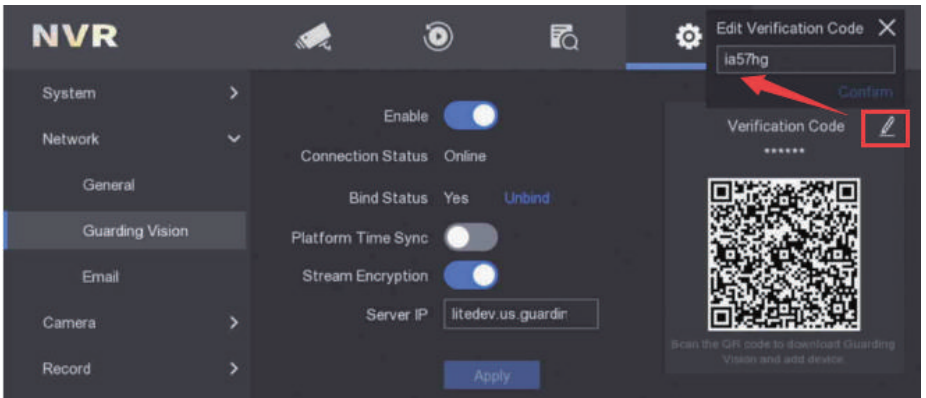 NVR
Edit Verification Code
ia57hg
Confirm
System
Network
General
Guarding Vision
Email
Camera
Record
Enable
Connection Status Online
Bind Status Yes Unbind
Platform Time Sync
Stream Encryption
Server IP litedev.us.guardin
Apply
Verification Code
******
Scan the QR code to download Guarding
Vision and add device.